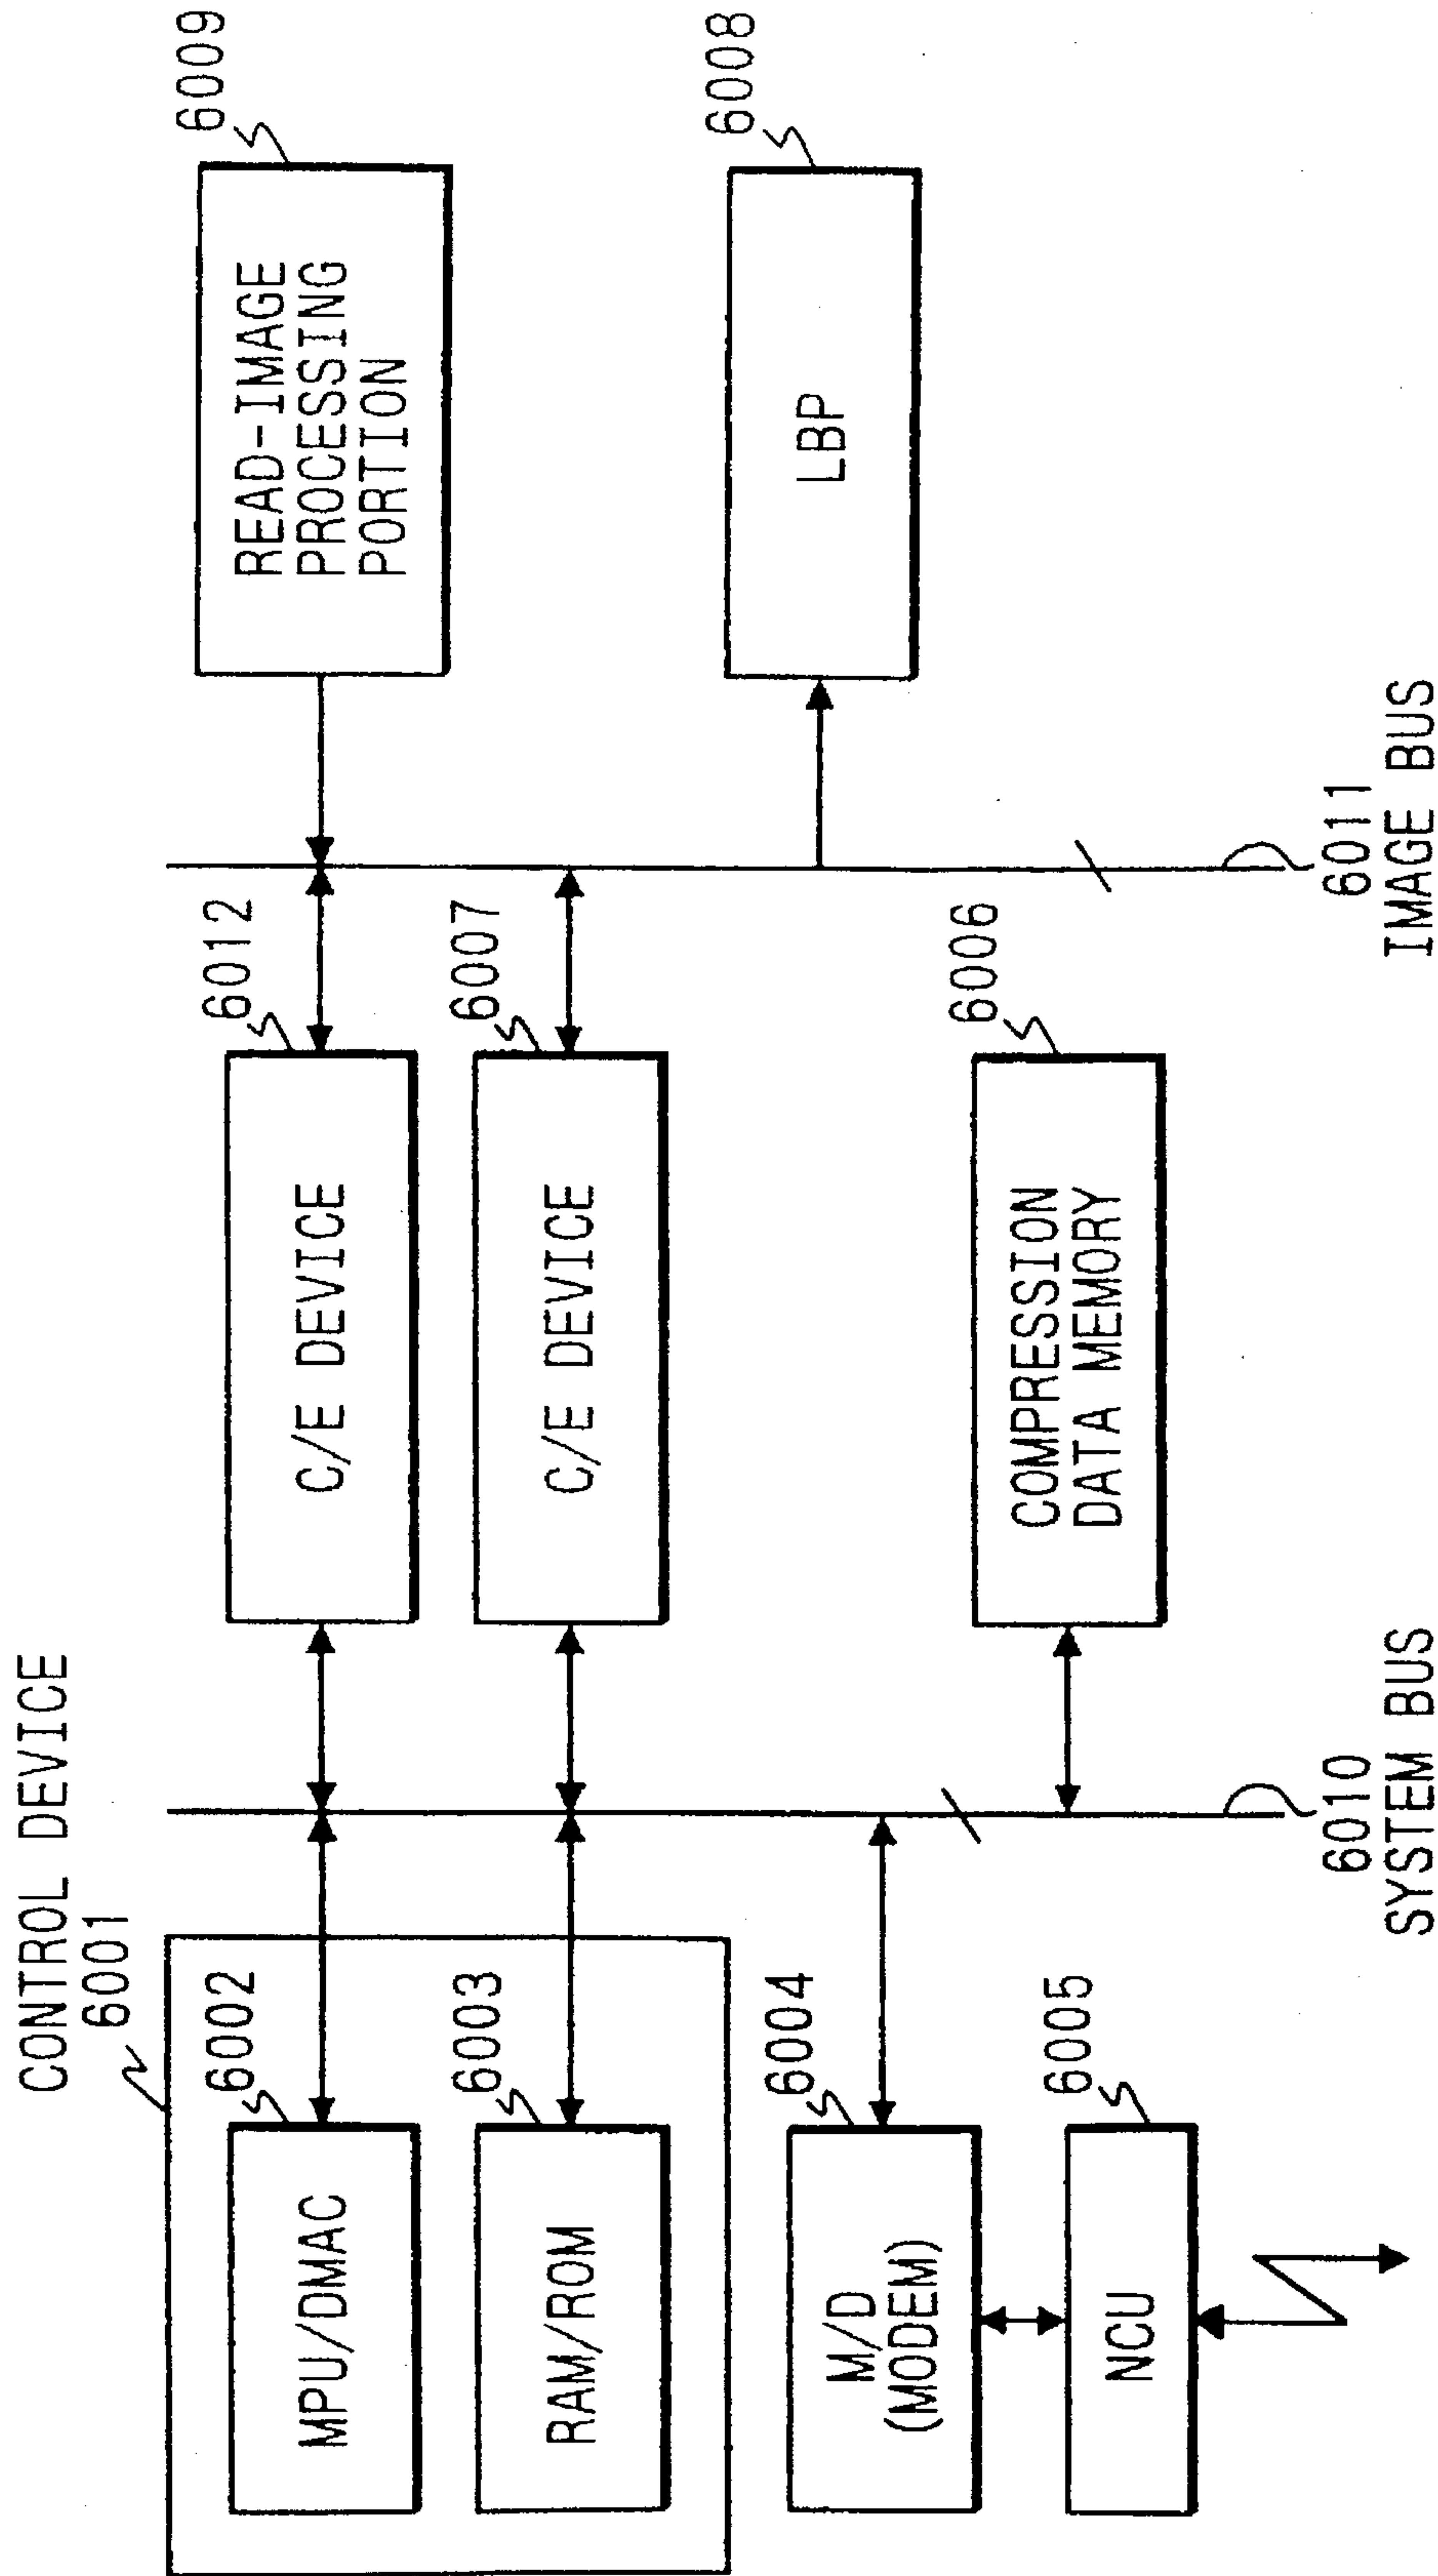 CONTROL DEVICE
6001
6002
MPU/DMAC
6003
RAM/ROM
6004
M/D
(MODEM)
6005
NCU
6010
SYSTEM BUS
6012
C/E DEVICE
6007
C/E DEVICE
6006
COMPRESSION
DATA MEMORY
6011
IMAGE BUS
6009
READ-IMAGE
PROCESSING
PORTION
6008
LBP